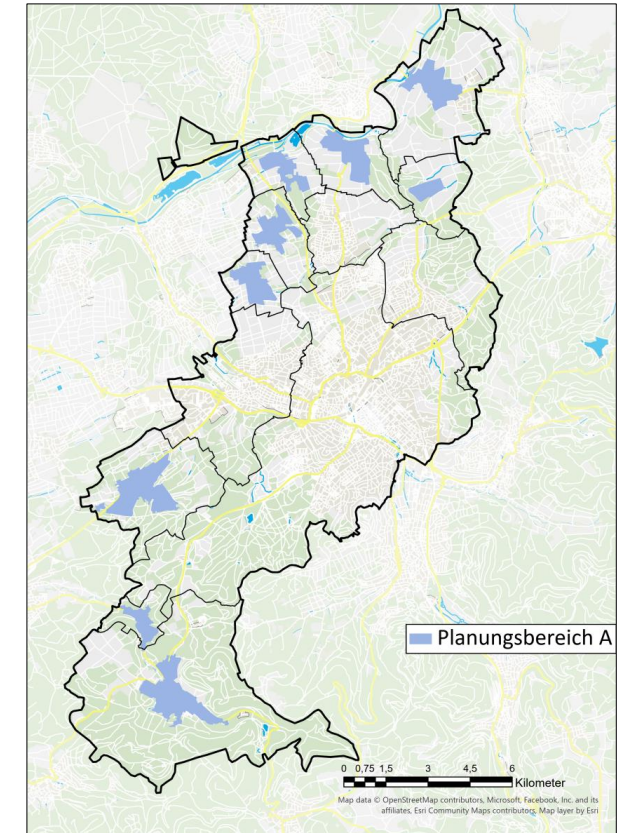 Planungsbereich A
0 0,75 1,5 3 4,5 6
Kilometer
Map data © OpenStreetMap contributors, Microsoft, Facebook, Inc. and its
affiliates, Esri Community Maps contributors, Map layer by Esri